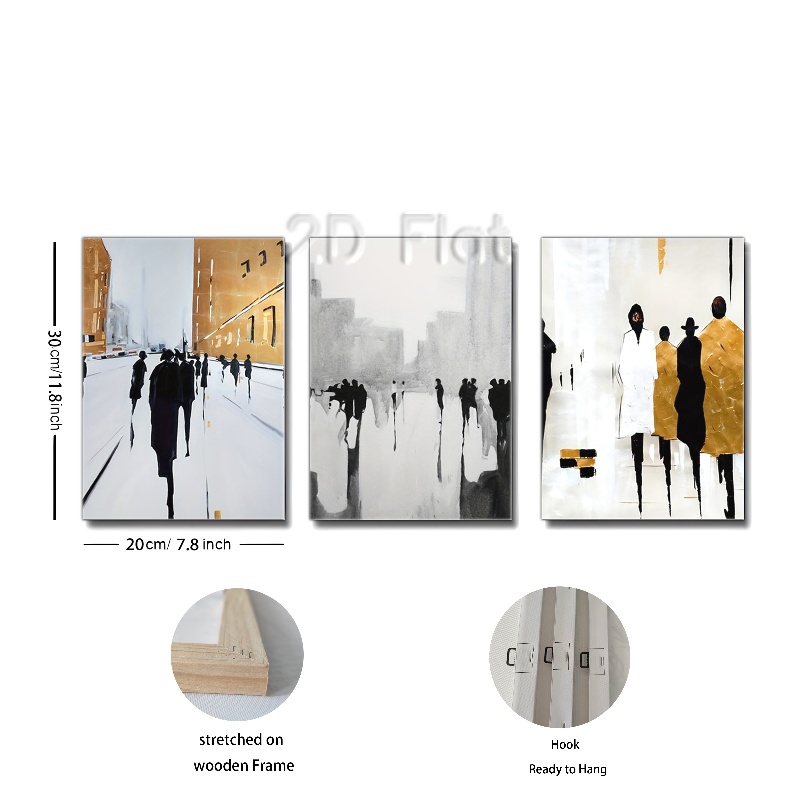 2D Flat
30cm/11.8inch
20cm/ 7.8 inch
stretched on
wooden Frame
Hook
Ready to Hang